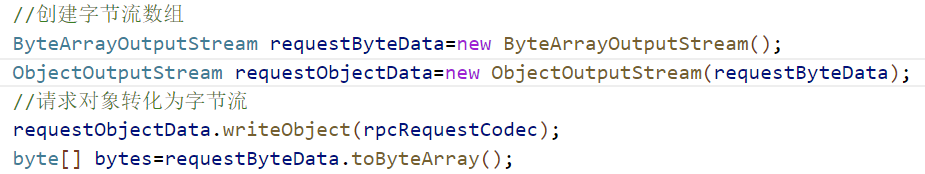 //创建字节流数组
ByteArrayOutputStream requestByteData=new ByteArrayOutputStream();
ObjectOutputStream requestObjectData=new ObjectOutputStream(requestByteData);
//请求对象转化为字节流
requestObjectData.writeObject(rpcRequestCodec);
byte[] bytes=requestByteData.toByteArray();